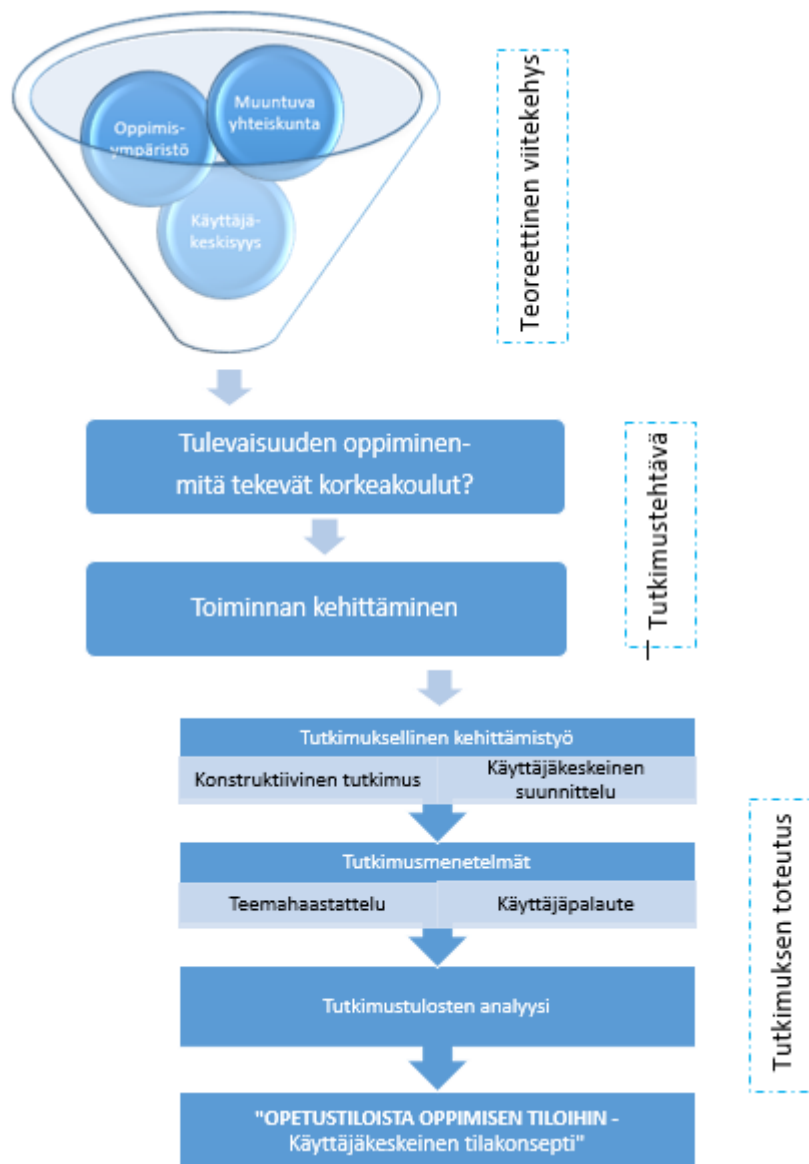 Oppimis-
ympäristö
Muuntuva
yhteiskunta
Käyttäjä-
keskisyys
Teoreettinen viitekehys
Tulevaisuuden oppiminen-
mitä tekevät korkeakoulut?
Toiminnan kehittäminen
Tutkimustehtävä
Tutkimuksellinen kehittämistyö
Konstruktiivinen tutkimus
Käyttäjäkeskeinen
suunnittelu
Tutkimusmenetelmät
Teemahaastattelu
Käyttäjäpalaute
Tutkimustulosten analyysi
"OPETUSTILOISTA OPPIMISEN TILOIHIN -
Käyttäjäkeskeinen tilakonsepti"
Tutkimuksen toteutus